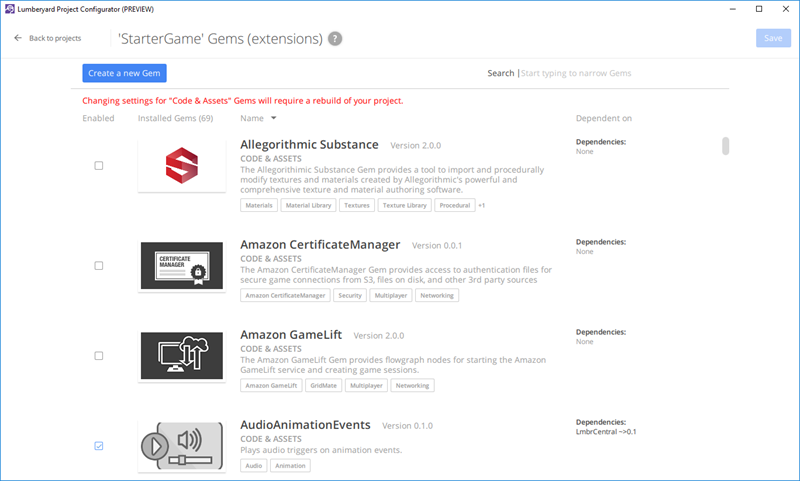 Lumberyard Project Configurator (PREVIEW)
Back to projects
'StarterGame' Gems (extensions) ?
Save
Create a new Gem
Search Start typing to narrow Gems
Changing settings for "Code & Assets" Gems will require a rebuild of your project.
Enabled Installed Gems (69) Name Dependent on
Allegorithmic Substance Version 2.0.0
CODE & ASSETS
The Allegorithimic Substance Gem provides a tool to import and procedurally
modify textures and materials created by Allegorithmic's powerful and
comprehensive texture and material authoring software.
Materials Material Library Textures Texture Library Procedural +1
Dependencies:
None
CERTIFICATE
MANAGER
Amazon CertificateManager Version 0.0.1
CODE & ASSETS
The Amazon CertificateManager Gem provides access to authentication files for
secure game connections from S3, files on disk, and other 3rd party sources
Amazon CertificateManager Security Multiplayer Networking
Dependencies:
None
Amazon GameLift Version 2.0.0
CODE & ASSETS
The Amazon GameLift Gem provides flowgraph nodes for starting the Amazon
GameLift service and creating game sessions.
Amazon GameLift GridMate Multiplayer Networking
Dependencies:
None
AudioAnimationEvents Version 0.1.0
CODE & ASSETS
Plays audio triggers on animation events.
Audio Animation
Dependencies:
LmbrCentral ~>0.1